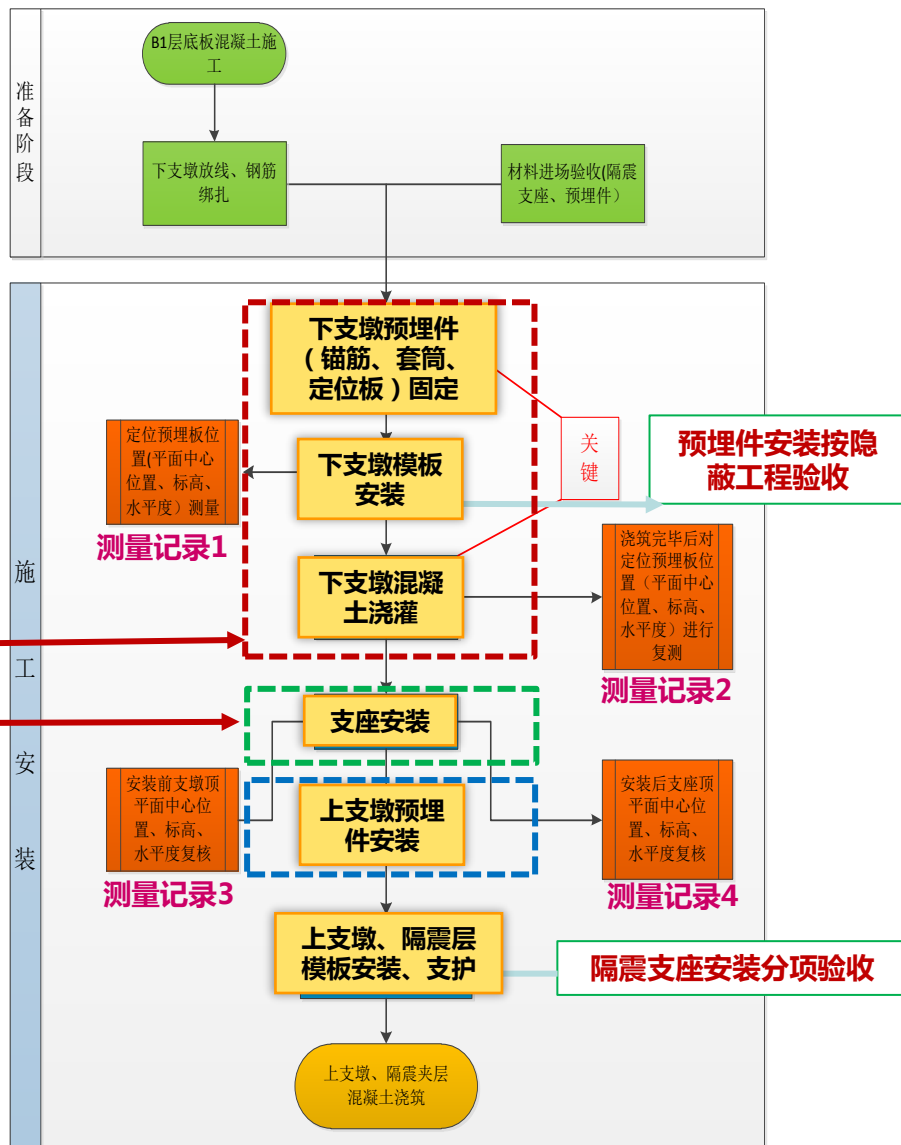 准
备
阶
段
B1层底板混凝土施
工
下支墩放线、钢筋
绑扎
材料进场验收(隔震
支座、预埋件）
施
工
安
装
下支墩预埋件
（锚筋、套筒、
定位板）固定
定位预埋板位
置(平面中心
位置、标高、
水平度）测量
测量记录1
下支墩模板
安装
关
键
预埋件安装按隐
蔽工程验收
下支墩混凝
土浇灌
浇筑完毕后对
定位预埋板位
置（平面中心
位置、标高、
水平度）进行
复测
测量记录2
支座安装
安装前支墩顶
平面中心位
置、标高、
水平度复核
测量记录3
上支墩预埋
件安装
安装后支座顶
平面中心位
置、标高、
水平度复核
测量记录4
上支墩、隔震层
模板安装、支护
隔震支座安装分项验收
上支墩、隔震夹层
混凝土浇筑